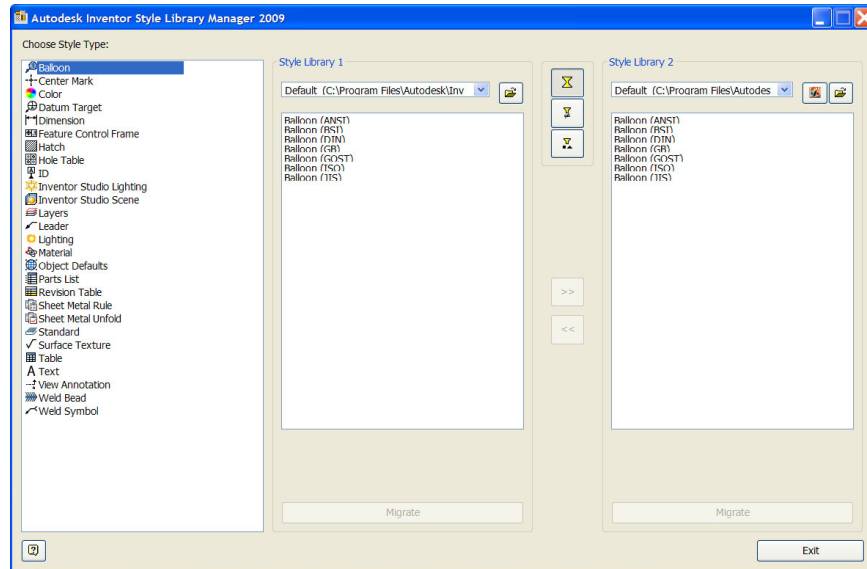 Autodesk Inventor Style Library Manager 2009
Choose Style Type:
Balloon
Center Mark
Color
Datum Target
Dimension
Feature Control Frame
Hatch
Hole Table
ID
Inventor Studio Lighting
Inventor Studio Scene
Layers
Leader
Lighting
Material
Object Defaults
Parts List
Revision Table
Sheet Metal Rule
Sheet Metal Unfold
Standard
Surface Texture
Table
Text
View Annotation
Weld Bead
Weld Symbol
Style Library 1
Default (C:\Program Files\Autodesk\Inv
Balloon (ANSI)
Balloon (BSI)
Balloon (DIN)
Balloon (GB)
Balloon (GOST)
Balloon (ISO)
Balloon (JIS)
Migrate
>>
<<
Style Library 2
Default (C:\Program Files\Autodes
Balloon (ANSI)
Balloon (BSI)
Balloon (DIN)
Balloon (GB)
Balloon (GOST)
Balloon (ISO)
Balloon (JIS)
Migrate
Exit